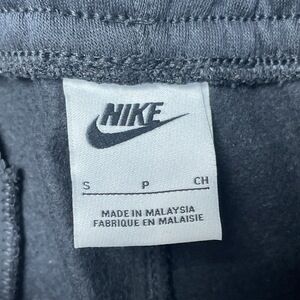 NIKE
S P CH
MADE IN MALAYSIA
FABRIQUE EN MALAISIE